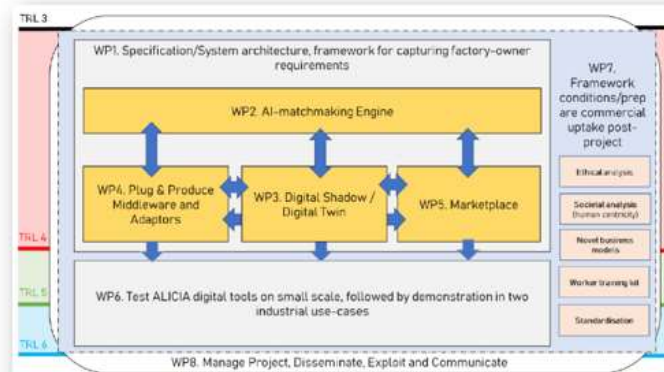 TRL 3
WP1. Specification/System architecture, framework for capturing factory-owner
requirements
WP2. AI-matchmaking Engine
WP4. Plug & Produce
Middleware and
Adaptors
WP3. Digital Shadow /
Digital Twin
WP5. Marketplace
WP7.
Framework
conditions/prep
are commercial
uptake post-
project
Ethical analysis
Societal analysis
(human centricity)
Novel business
models
Worker training kit
Standardisation
TRL 4
TRL 5
TRL 6
WP6. Test ALICIA digital tools on small scale, followed by demonstration in two
industrial use-cases
WP8. Manage Project, Disseminate, Exploit and Communicate